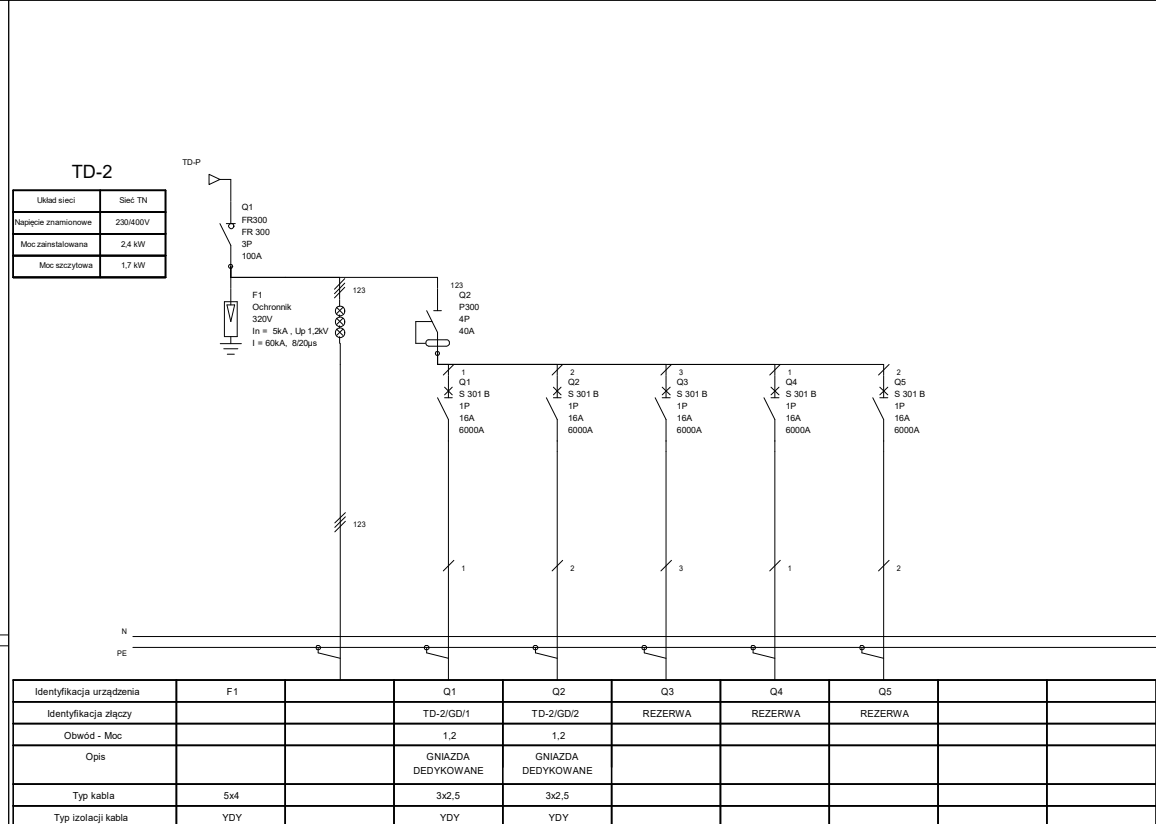 TD-2
Układ sieci Sieć TN
Napięcie znamionowe 230/400V
Moc zainstalowana 2,4 kW
Moc szczytowa 1,7 kW
TD-P
Q1
FR300
FR 300
3P
100A
F1
Ochronnik
320V
In = 5kA , Up 1,2kV
I = 60kA, 8/20µs
123
123
123
Q2
P300
4P
40A
1
Q1
S 301 B
1P
16A
6000A
1
2
Q2
S 301 B
1P
16A
6000A
2
3
Q3
S 301 B
1P
16A
6000A
3
1
Q4
S 301 B
1P
16A
6000A
1
2
Q5
S 301 B
1P
16A
6000A
2
N
PE
Identyfikacja urządzenia F1 Q1 Q2 Q3 Q4 Q5
Identyfikacja złączy TD-2/GD/1 TD-2/GD/2 REZERWA REZERWA REZERWA
Obwód - Moc 1,2 1,2
Opis GNIAZDA GNIAZDA
DEDYKOWANE DEDYKOWANE
Typ kabla 5x4 3x2,5 3x2,5
Typ izolacji kabla YDY YDY YDY